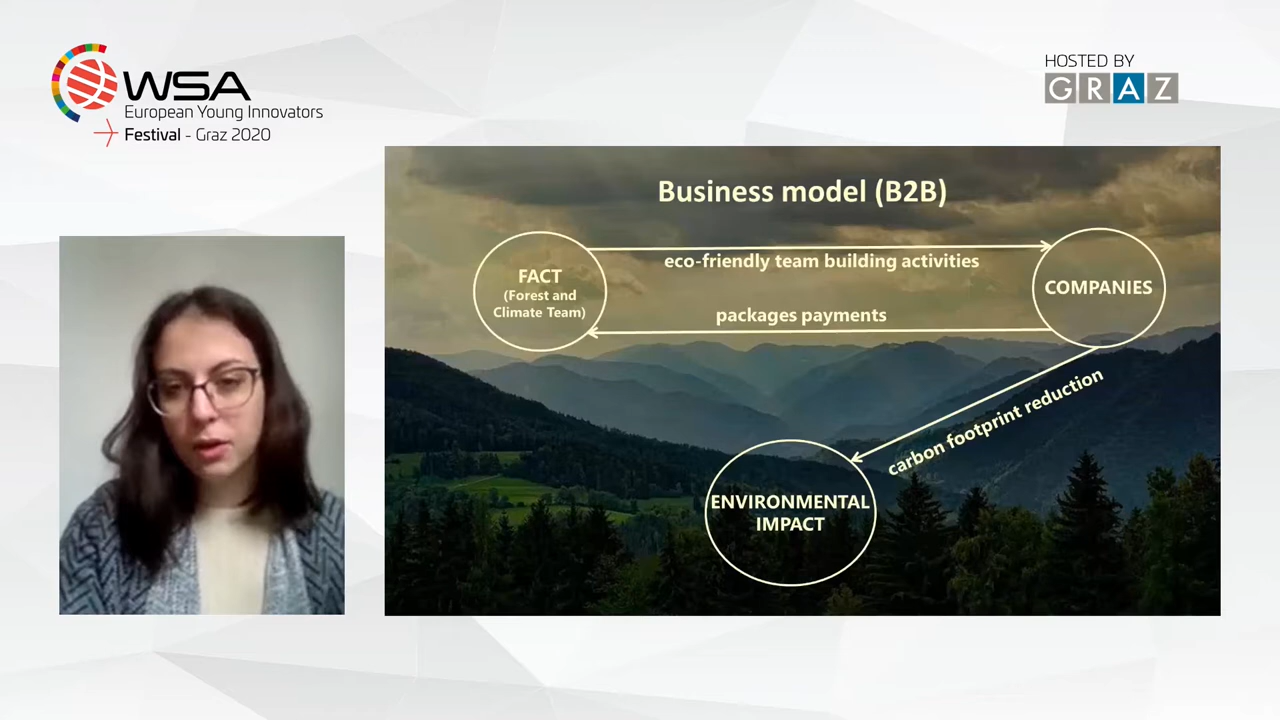 WSA
European Young Innovators
Festival - Graz 2020
HOSTED BY
GRAZ
Business model (B2B)
FACT
(Forest and
Climate Team)
eco-friendly team building activities
COMPANIES
packages payments
carbon footprint reduction
ENVIRONMENTAL
IMPACT